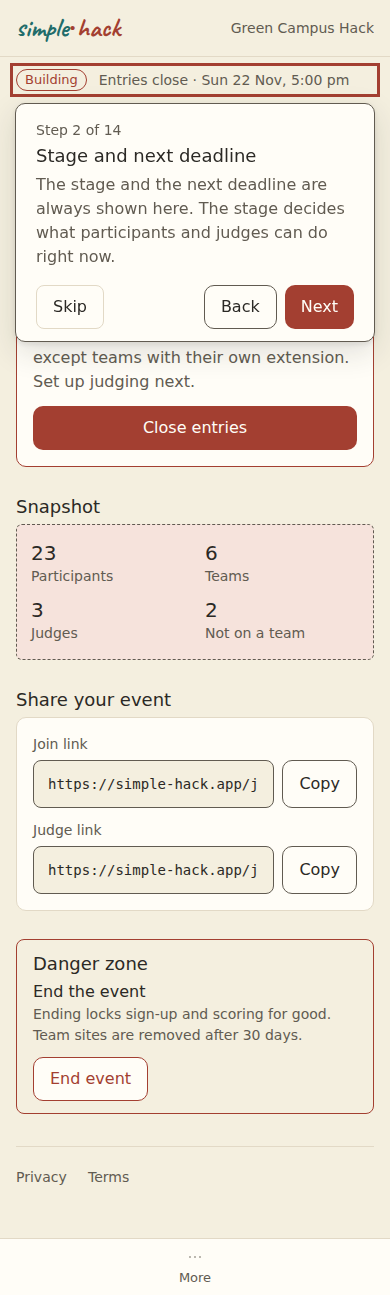 simple·hack
Green Campus Hack
Building
Entries close · Sun 22 Nov, 5:00 pm
Step 2 of 14
Stage and next deadline
The stage and the next deadline are
always shown here. The stage decides
what participants and judges can do
right now.
Skip
Back
Next
except teams with their own extension.
Set up judging next.
Close entries
Snapshot
23
Participants
6
Teams
3
Judges
2
Not on a team
Share your event
Join link
https://simple-hack.app/j
Copy
Judge link
https://simple-hack.app/j
Copy
Danger zone
End the event
Ending locks sign-up and scoring for good.
Team sites are removed after 30 days.
End event
Privacy
Terms
...
More